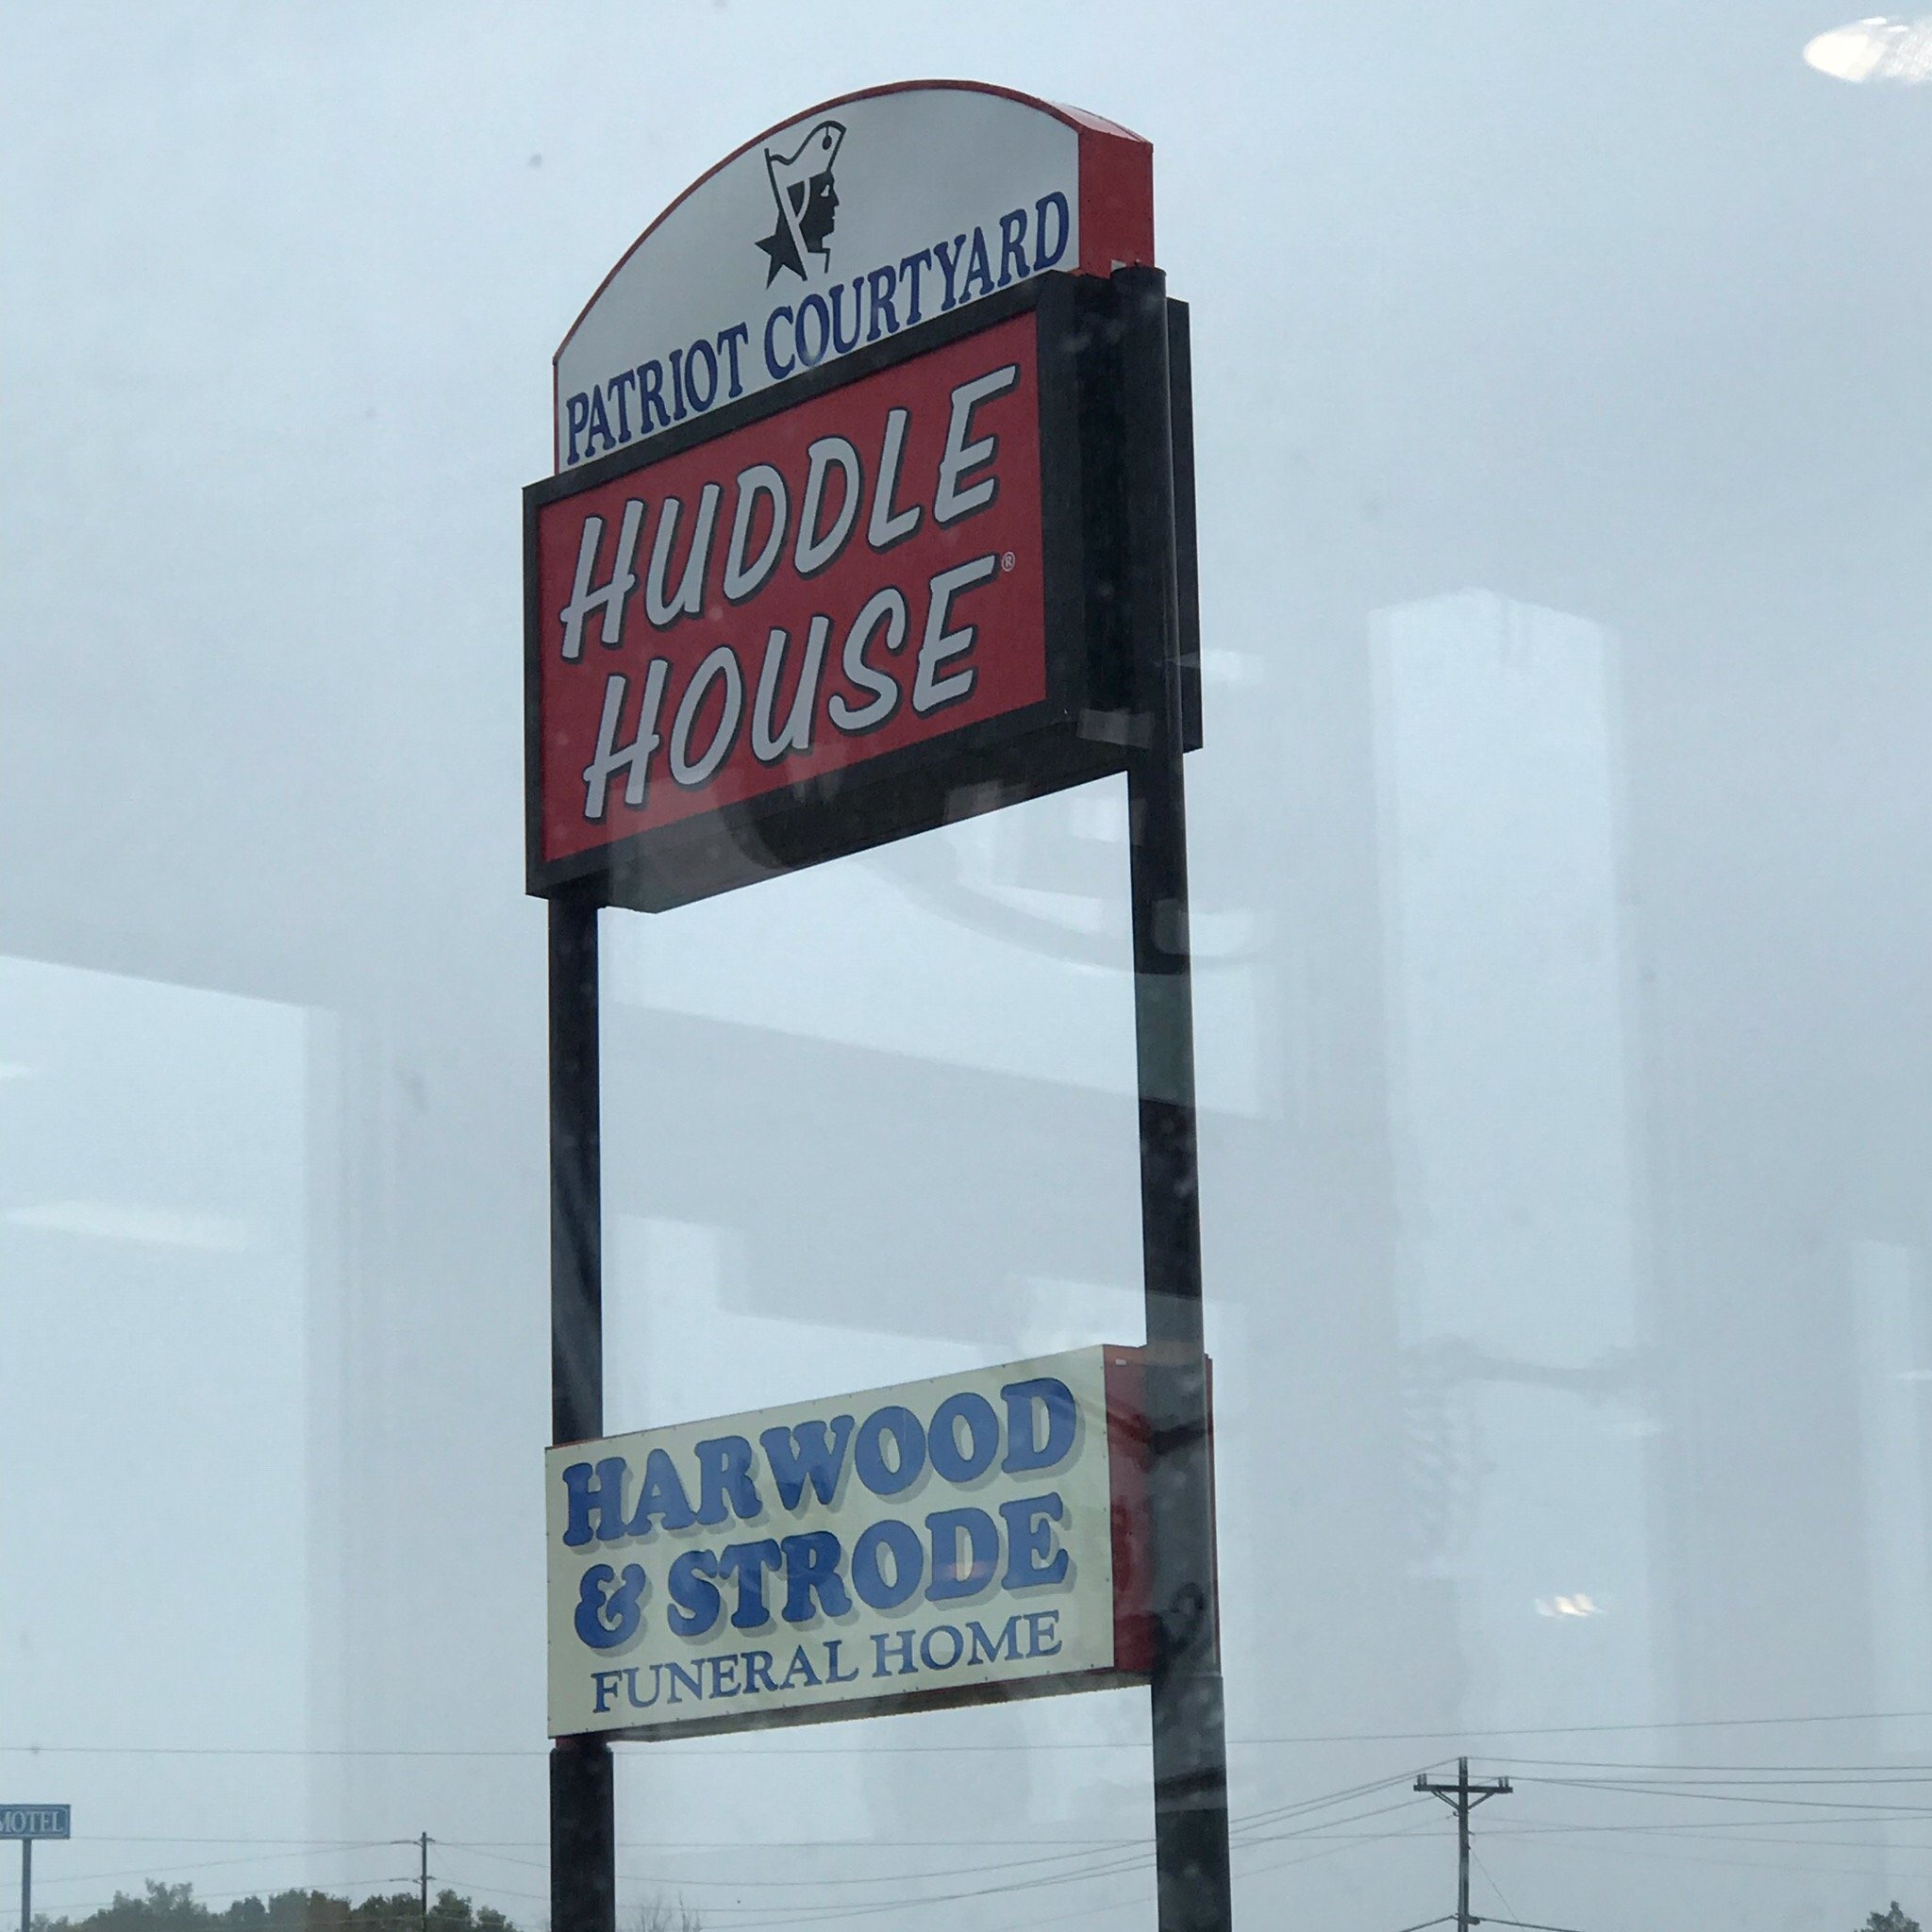 PATRIOT COURTYARD
HUDDLE
HOUSE®
HARWOOD
& STRODE
FUNERAL HOME
MOTEL